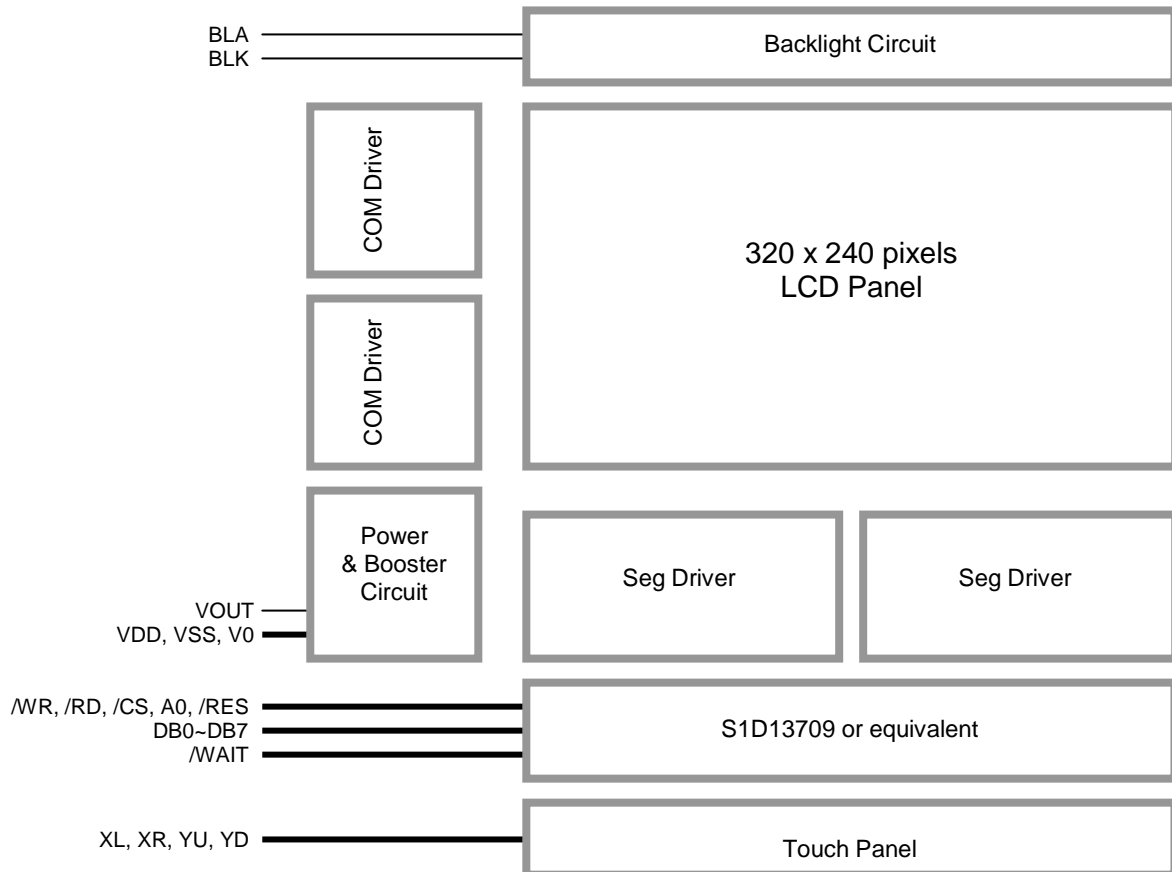 BLA
BLK
Backlight Circuit
COM Driver
320 x 240 pixels
LCD Panel
COM Driver
Power
& Booster
Circuit
Seg Driver
Seg Driver
VOUT
VDD, VSS, V0
/WR, /RD, /CS, A0, /RES
DB0~DB7
/WAIT
S1D13709 or equivalent
XL, XR, YU, YD
Touch Panel